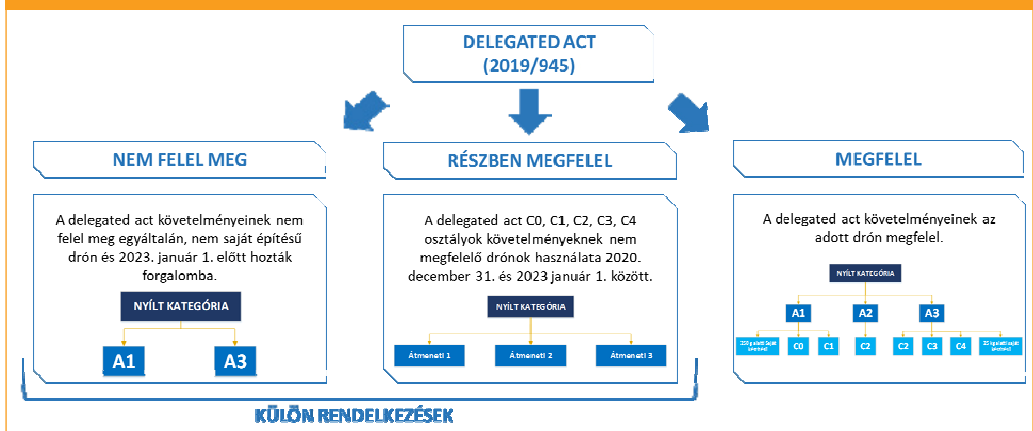 DELEGATED ACT
(2019/945)
NEM FELEL MEG
RÉSZBEN MEGFELEL
MEGFELEL
A delegated act követelményeinek nem
felel meg egyáltalán, nem saját építésű
drón és 2023. január 1. előtt hozták
forgalomba.
NYÍLT KATEGÓRIA
A1
A3
A delegated act C0, C1, C2, C3, C4
osztályok követelményeknek nem
megfelelő drónok használata 2020.
december 31. és 2023 január 1. között.
NYÍLT KATEGÓRIA
Átmeneti 1
Átmeneti 2
Átmeneti 3
A delegated act követelményeinek az
adott drón megfelel.
NYÍLT KATEGÓRIA
A1
A2
A3
alatti saját
C0
C1
C2
C2
C3
C4
alatti saját
KÜLÖN RENDELKEZÉSEK